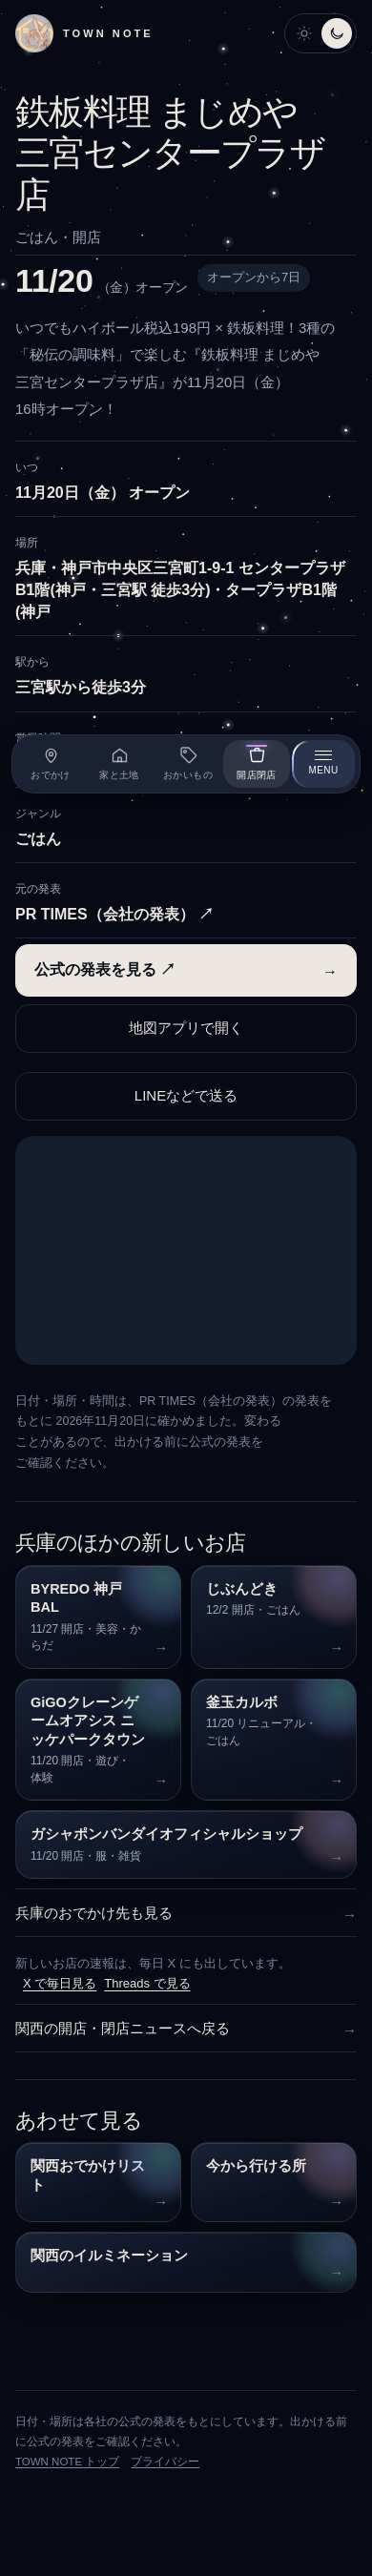 TOWN NOTE
鉄板料理 まじめや
三宮センタープラザ
店
ごはん・開店
11/20 （金）オープン オープンから7日
いつでもハイボール税込198円 × 鉄板料理！3種の
「秘伝の調味料」で楽しむ『鉄板料理 まじめや
三宮センタープラザ店』が11月20日（金）
16時オープン！
いつ
11月20日（金） オープン
場所
兵庫・神戸市中央区三宮町1-9-1 センタープラザ
B1階(神戸・三宮駅 徒歩3分)・タープラザB1階
(神戸
駅から
三宮駅から徒歩3分
おでかけ 家と土地 おかいもの 開店閉店 MENU
ジャンル
ごはん
元の発表
PR TIMES（会社の発表） ↗
公式の発表を見る ↗ →
地図アプリで開く
LINEなどで送る
日付・場所・時間は、PR TIMES（会社の発表）の発表を
もとに 2026年11月20日に確かめました。変わる
ことがあるので、出かける前に公式の発表を
ご確認ください。
兵庫のほかの新しいお店
BYREDO 神戸
BAL
11/27 開店・美容・か
らだ →
じぶんどき
12/2 開店・ごはん
→
GiGOクレーンゲ
ームオアシス ニ
ッケパークタウン
11/20 開店・遊び・
体験 →
釜玉カルボ
11/20 リニューアル・
ごはん
→
ガシャポンバンダイオフィシャルショップ
11/20 開店・服・雑貨 →
兵庫のおでかけ先も見る →
新しいお店の速報は、毎日 X にも出しています。
X で毎日見る Threads で見る
関西の開店・閉店ニュースへ戻る →
あわせて見る
関西おでかけリス
ト →
今から行ける所
→
関西のイルミネーション
→
日付・場所は各社の公式の発表をもとにしています。出かける前
に公式の発表をご確認ください。
TOWN NOTE トップ プライバシー